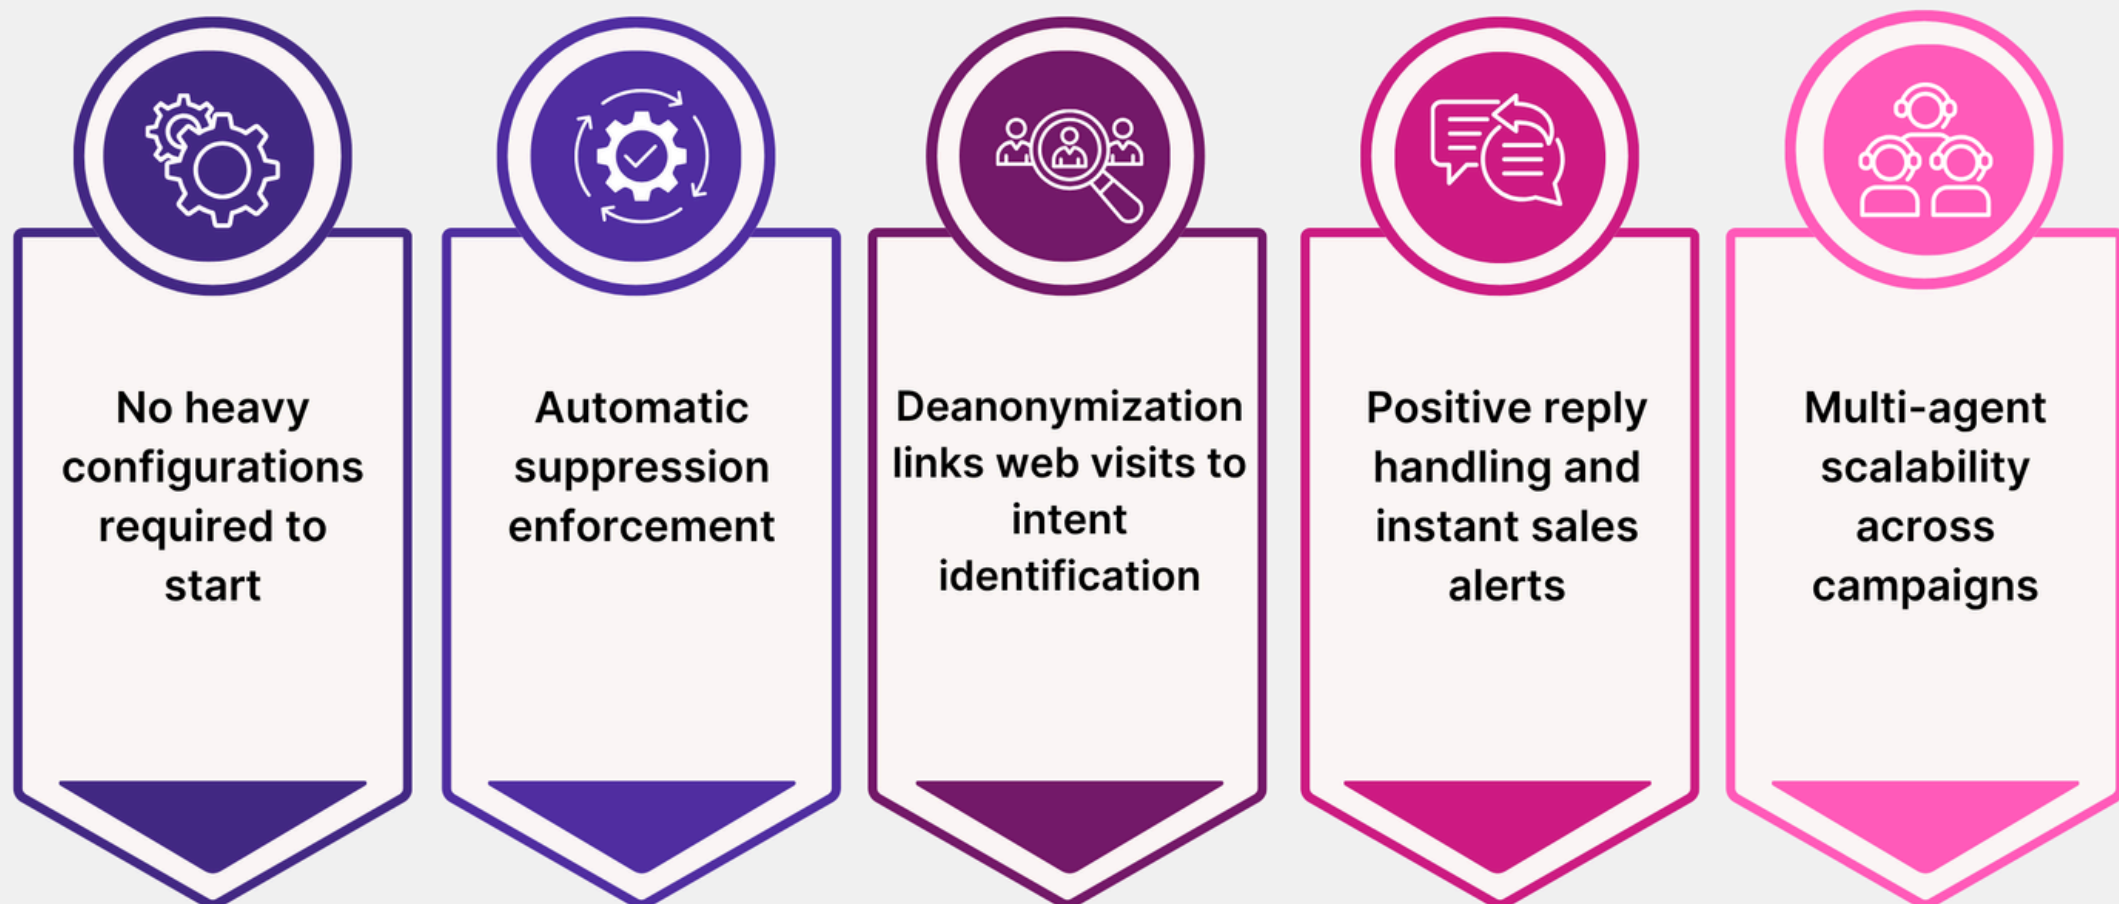 No heavy
configurations
required to
start
Automatic
suppression
enforcement
Deanonymization
links web visits to
intent
identification
Positive reply
handling and
instant sales
alerts
Multi-agent
scalability
across
campaigns